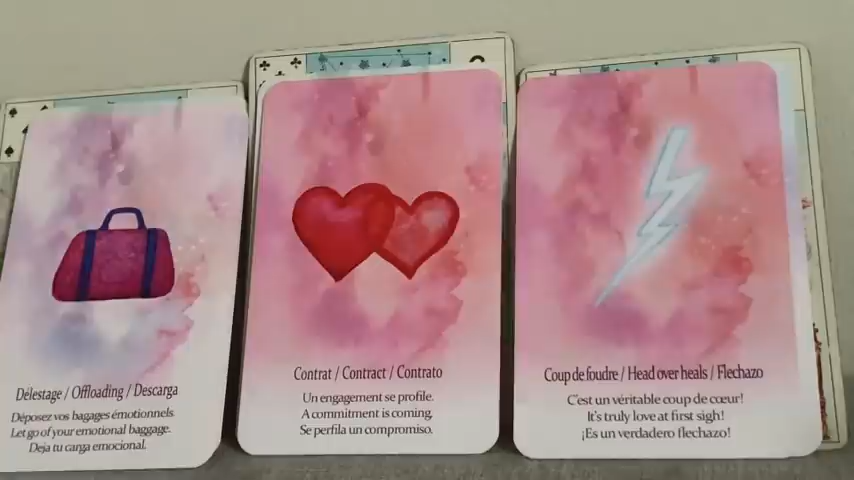 Délestage / Offloading / Descarga
Déposez vos bagages émotionnels
Let go of your emotional baggage.
Deja tu carga emocional.
Contrat / Contract / Contrato
Un engagement se profile.
A commitment is coming.
Se perfila un compromiso.
Coup de foudre / Head over heals / Flechazo
C'est un véritable coup de cœur!
It's truly love at first sigh!
¡Es un verdadero flechazo!